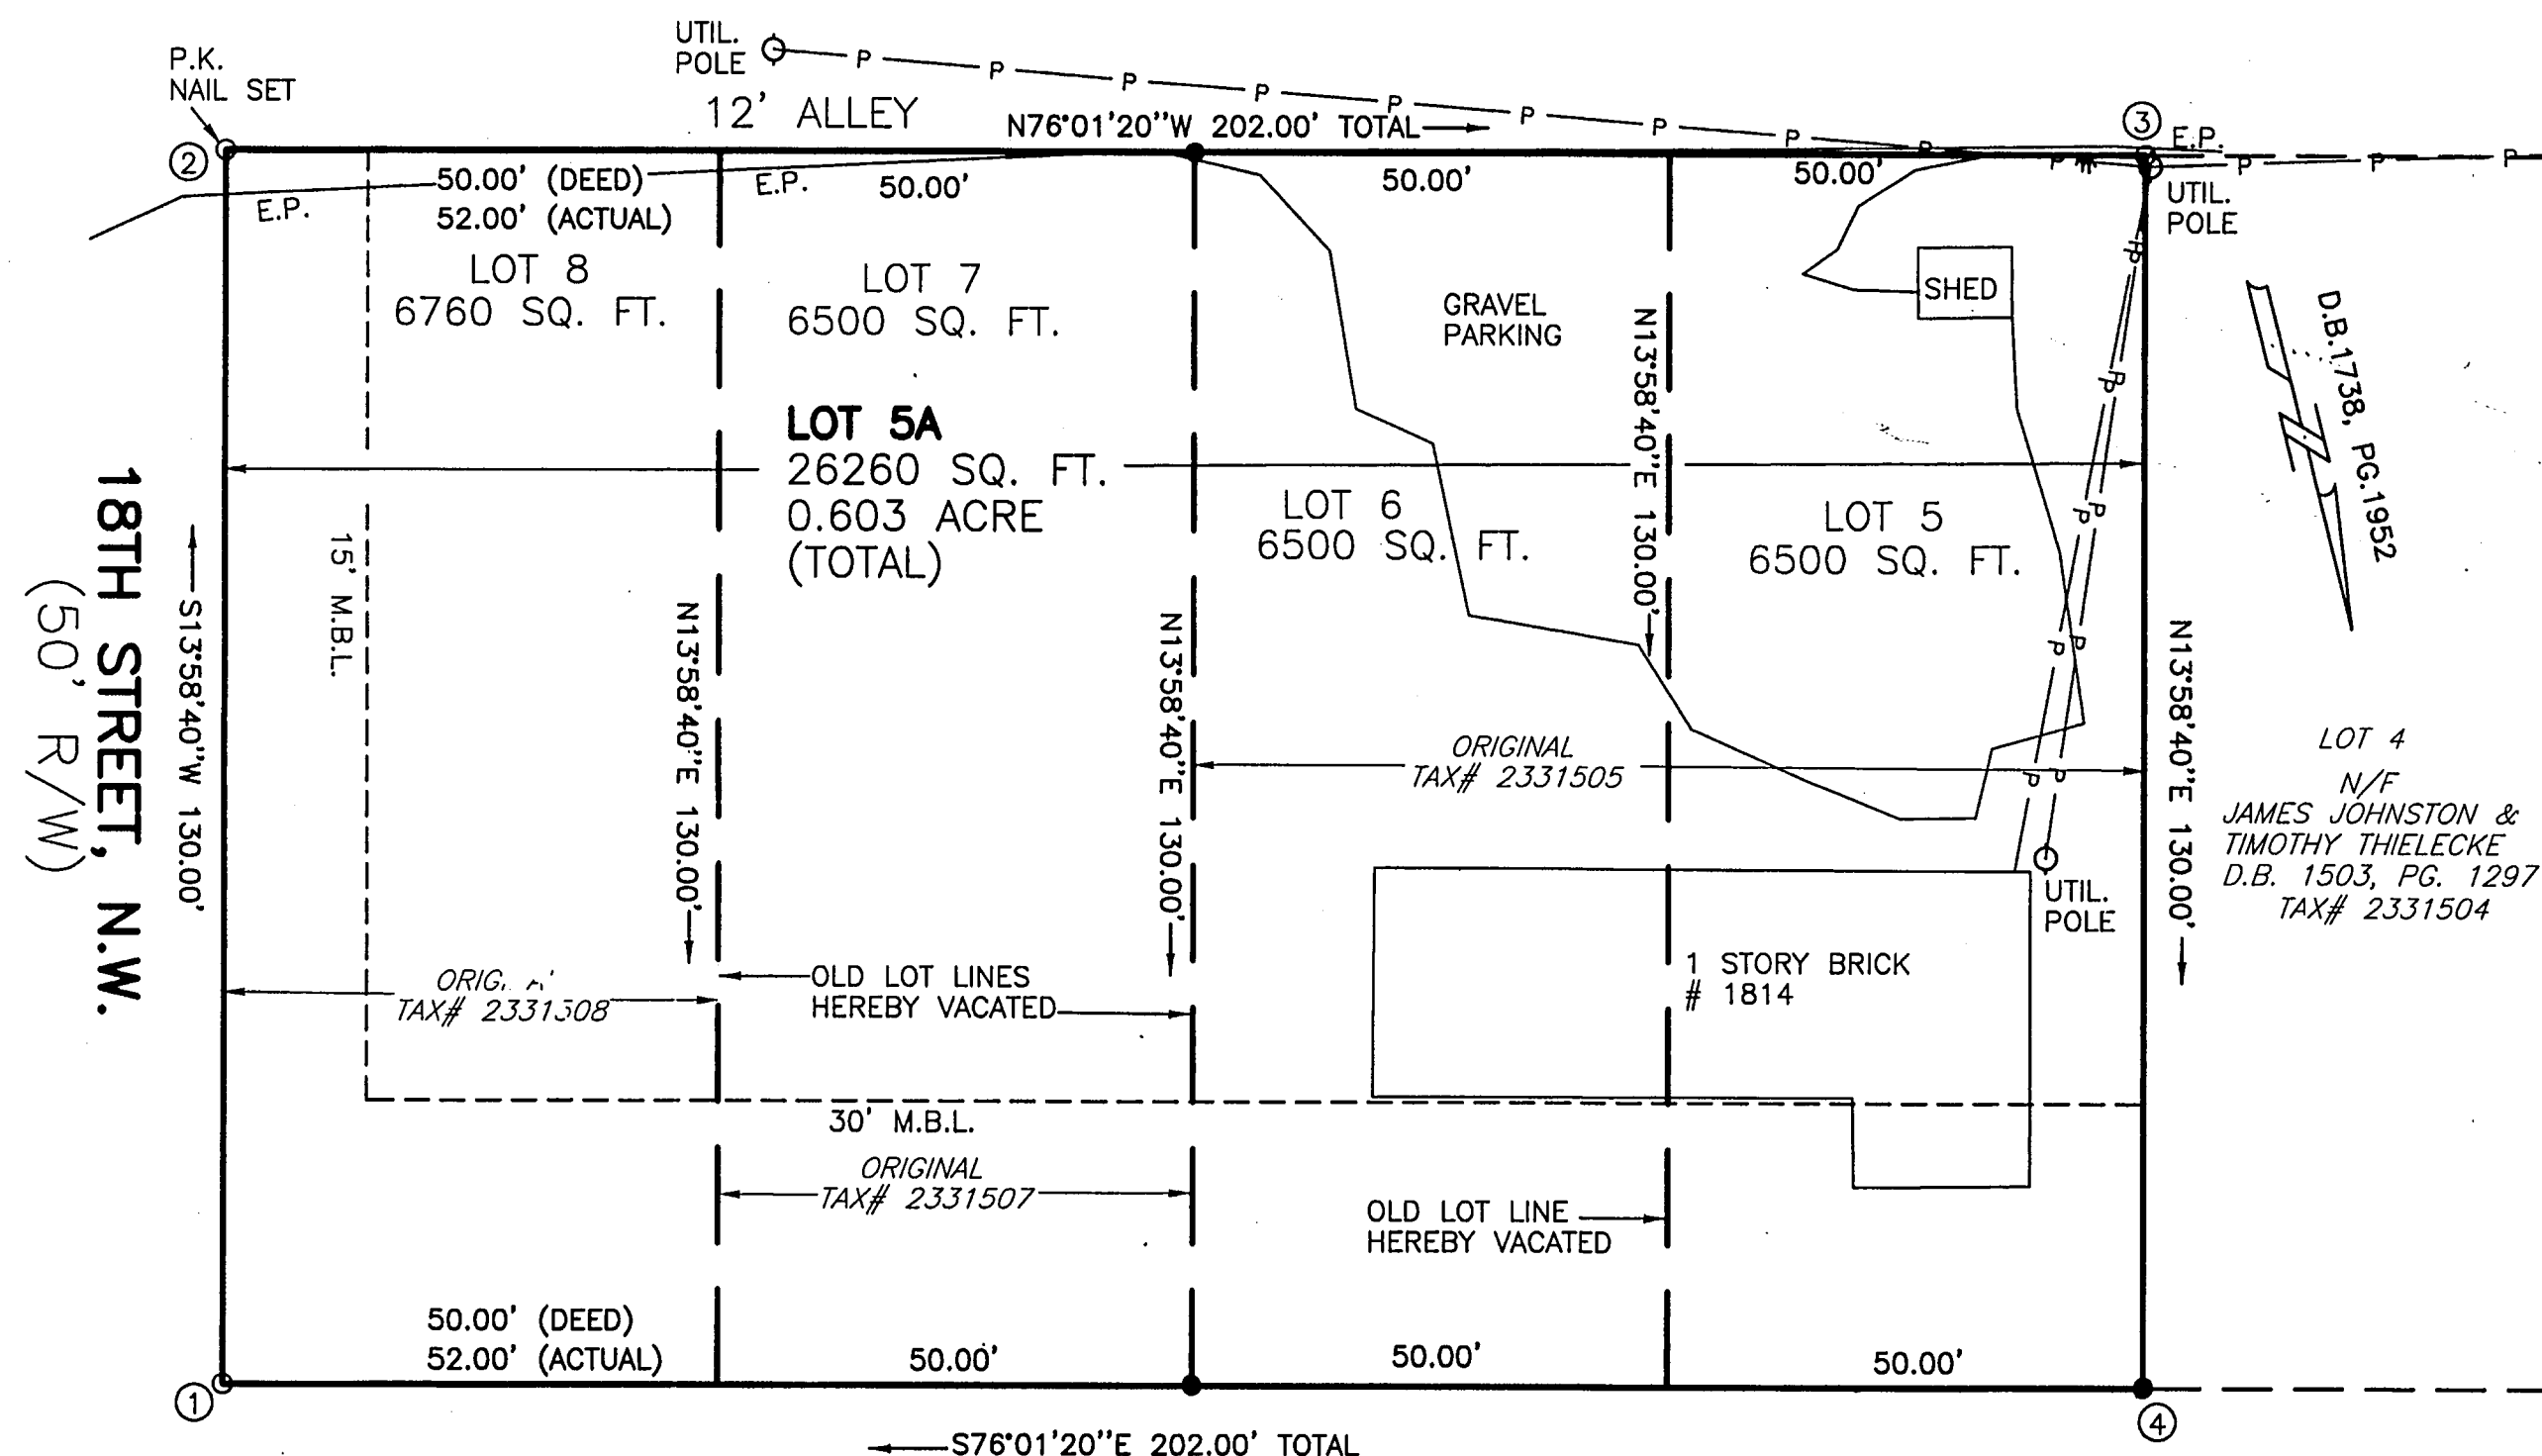 UTIL.
POLE
P.K.
NAIL SET
12' ALLEY
N76°01'20"W 202.00' TOTAL
P P P P P P P P P P P P P
2
3
E.P.
50.00' (DEED)
52.00' (ACTUAL)
E.P.
E.P.
50.00'
50.00'
50.00'
UTIL.
POLE
LOT 8
6760 SQ. FT.
LOT 7
6500 SQ. FT.
GRAVEL
PARKING
SHED
D.B.1738, PG.1952
LOT 5A
26260 SQ. FT.
0.603 ACRE
(TOTAL)
LOT 6
6500 SQ. FT.
LOT 5
6500 SQ. FT.
18TH STREET, N.W.
(50' R/W)
S13°58'40"W 130.00'
15' M.B.L.
N13°58'40"E 130.00'
N13°58'40"E 130.00'
N13°58'40"E 130.00'
N13°58'40"E 130.00'
P P P P P P P P P P
ORIGINAL
TAX# 2331505
LOT 4
N/F
JAMES JOHNSTON &
TIMOTHY THIELECKE
D.B. 1503, PG. 1297
TAX# 2331504
UTIL.
POLE
1 STORY BRICK
# 1814
TAX#
OLD LOT LINES
HEREBY VACATED
30' M.B.L.
ORIGINAL
TAX# 2331507
OLD LOT LINE
HEREBY VACATED
50.00' (DEED)
52.00' (ACTUAL)
50.00'
50.00'
50.00'
1
4
S76°01'20"E 202.00' TOTAL